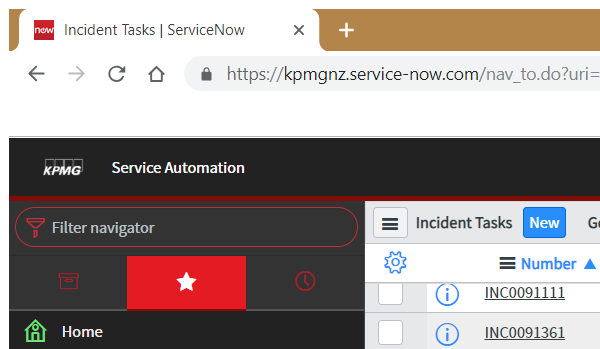 now Incident Tasks | ServiceNow
https://kpmgnz.service-now.com/nav_to.do?uri=
KPMG Service Automation
Filter navigator
Incident Tasks New
Number
INC0091111
Home
INC0091361